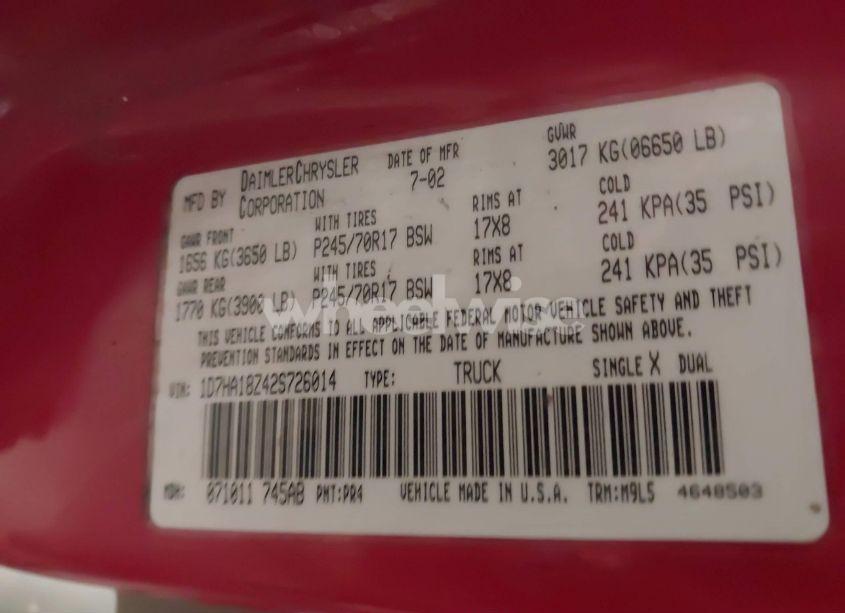 MFD BY DAIMLERCHRYSLER CORPORATION DATE OF MFR 7-02 GVWR 3017 KG(06650 LB)
GAWR FRONT WITH TIRES RIMS AT COLD
1656 KG(3650 LB) P245/70R17 BSW 17X8 241 KPA(35 PSI)
GAWR REAR WITH TIRES RIMS AT COLD
1770 KG(3900 LB) P245/70R17 BSW 17X8 241 KPA(35 PSI)
THIS VEHICLE CONFORMS TO ALL APPLICABLE FEDERAL MOTOR VEHICLE SAFETY AND THEFT
PREVENTION STANDARDS IN EFFECT ON THE DATE OF MANUFACTURE SHOWN ABOVE.
VIN: 1D7HA18Z42S726014 TYPE: TRUCK SINGLE X DUAL
MDH: 071011 745AB PNT:PR4 VEHICLE MADE IN U.S.A. TRM:M9L5 4648503